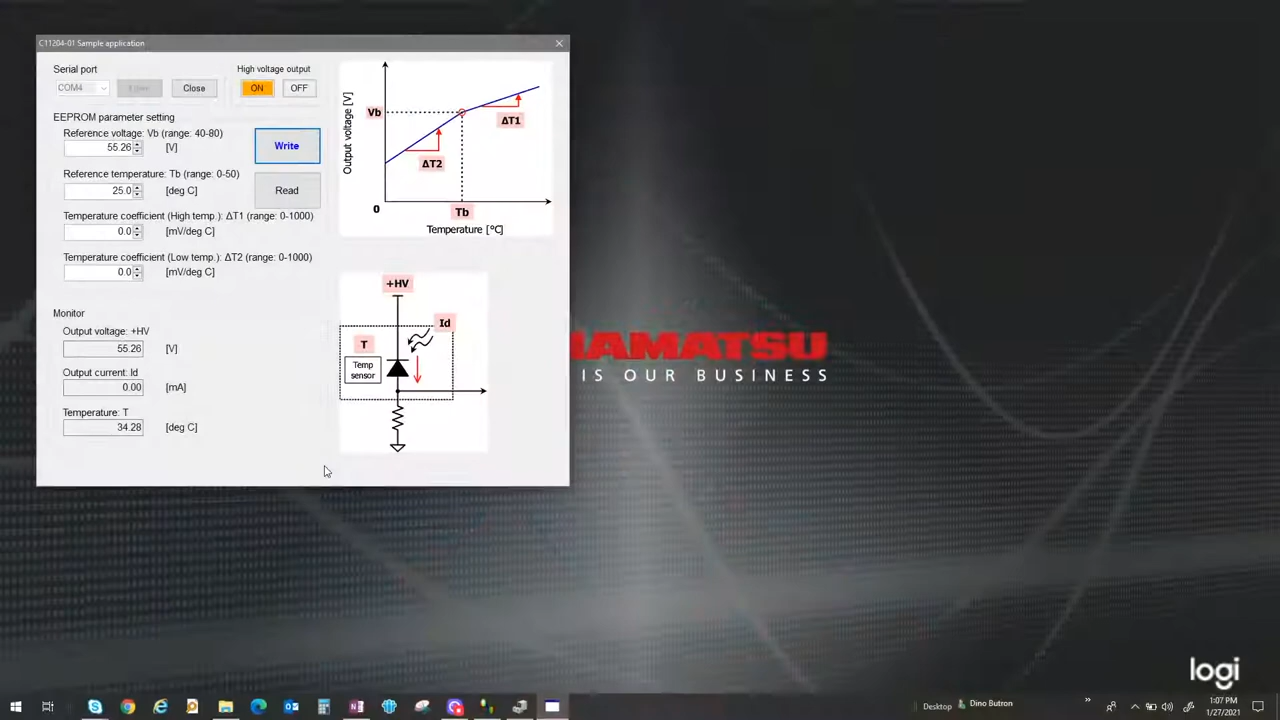 C11204-01 Sample application
Serial port
COM4
Close
High voltage output
ON
OFF
EEPROM parameter setting
Reference voltage: Vb (range: 40-80)
55.26
[V]
Write
Reference temperature: Tb (range: 0-50)
25.0
[deg C]
Read
Temperature coefficient (High temp.): ΔT1 (range: 0-1000)
0.0
[mV/deg C]
Temperature coefficient (Low temp.): ΔT2 (range: 0-1000)
0.0
[mV/deg C]
Monitor
Output voltage: +HV
55.26
[V]
Output current: Id
0.00
[mA]
Temperature: T
34.28
[deg C]
Output voltage [V]
Vb
ΔT1
ΔT2
0
Tb
Temperature [°C]
+HV
Id
T
Temp
sensor
AMATSU
IS OUR BUSINESS
logi
Desktop
Dino Butron
1:07 PM
1/27/2021